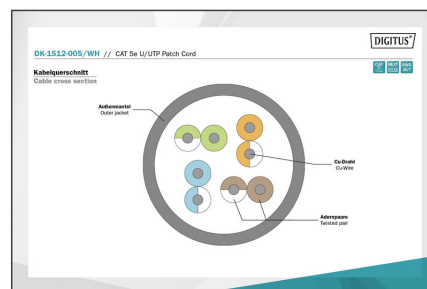 DIGITUS®
DK-1512-005/WH // CAT 5e U/UTP Patch Cord
Kabelquerschnitt
Cable cross section
Außenmantel
Outer jacket
Cu-Draht
Cu-Wire
Adernpaare
Twisted pair